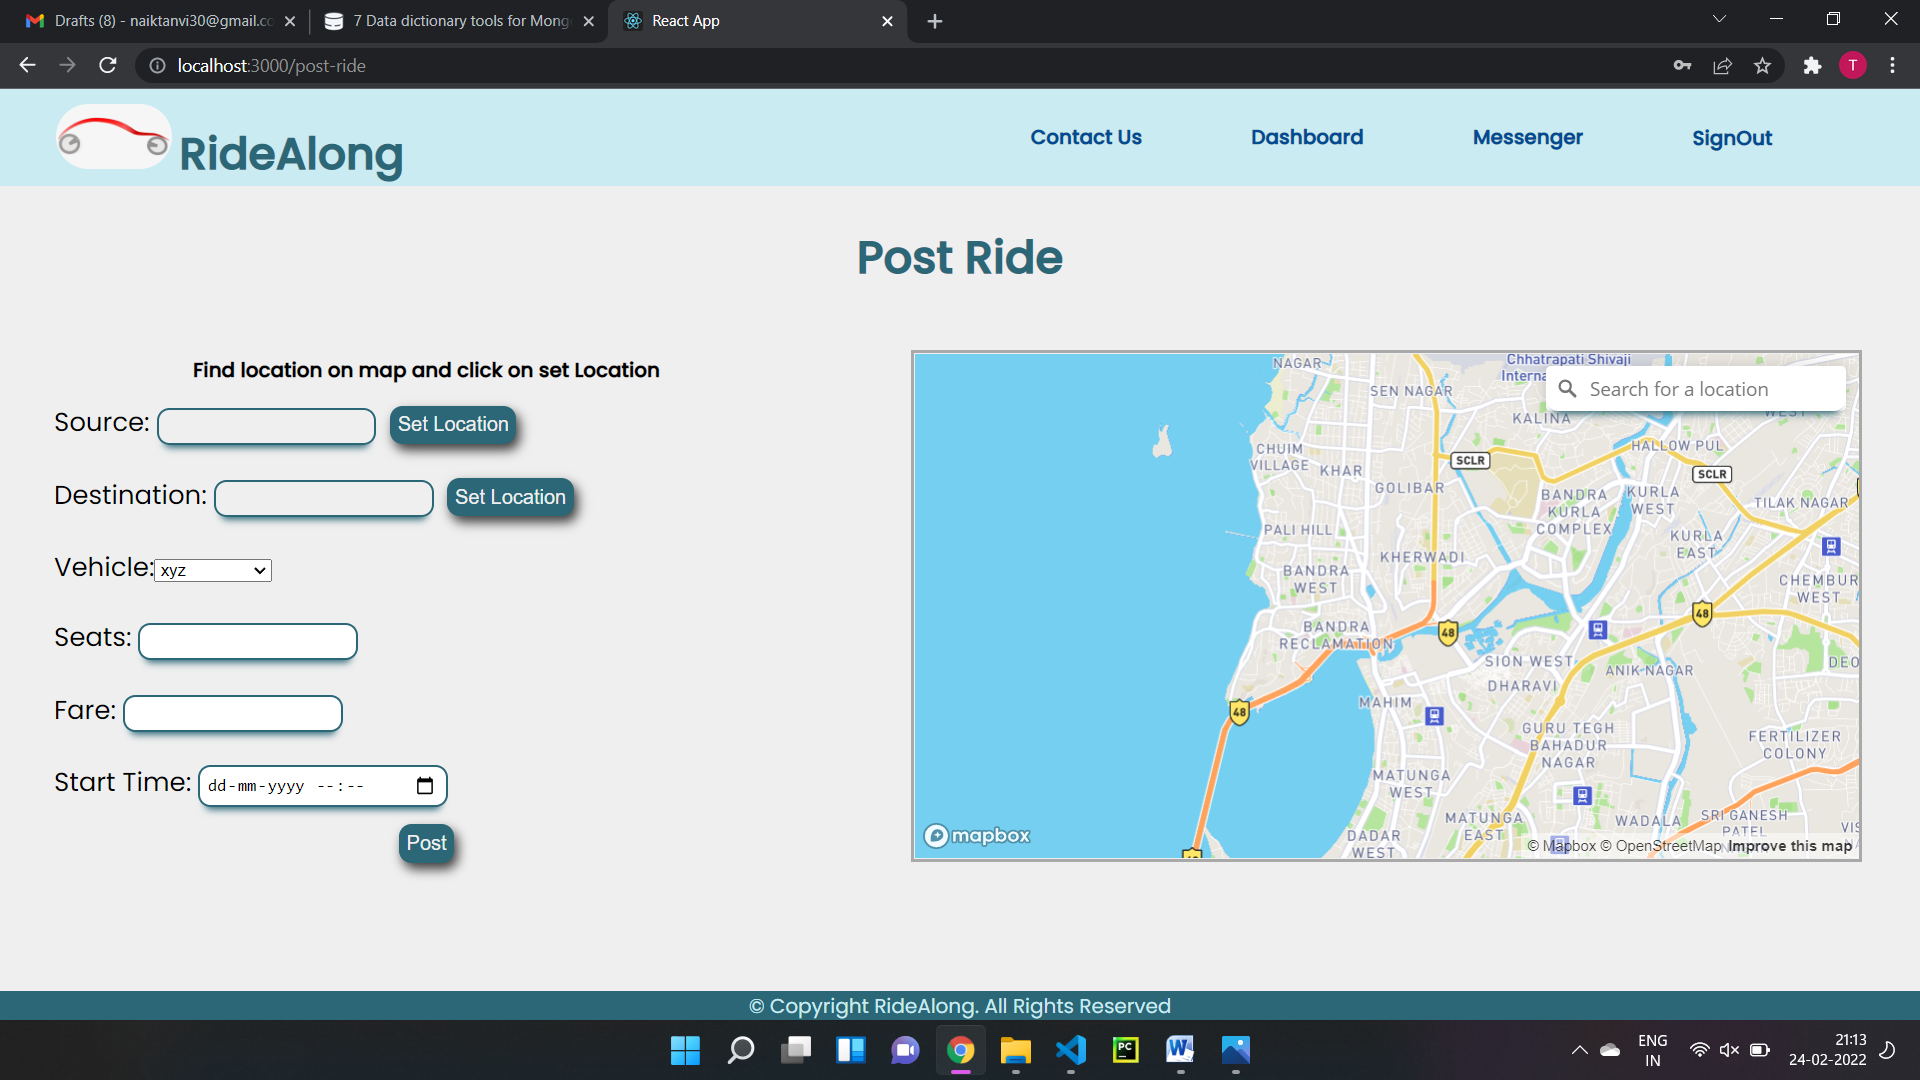 Drafts (8) - naiktanvi30@gmail.co
7 Data dictionary tools for Mong
React App
localhost:3000/post-ride
T
RideAlong
Contact Us
Dashboard
Messenger
SignOut
Post Ride
Find location on map and click on set Location
Source:
Set Location
Destination:
Set Location
Vehicle:
xyz
Seats:
Fare:
Start Time:
dd-mm-yyyy --:--
Post
Search for a location
NAGAR
Chhatrapati Shivaji
Interna
SEN NAGAR
KALINA
WEST
HALLOW PUL
CHUIM
VILLAGE
KHAR
SCLR
SCLR
GOLIBAR
BANDRA
KURLA
COMPLEX
KURLA
WEST
TILAK NAGAR
PALI HILL
KURLA
EAST
KHERWADI
BANDRA
WEST
CHEMBUR
WEST
48
BANDRA
RECLAMATION
48
SION WEST
ANIK NAGAR
DEO
DHARAVI
MAHIM
48
GURU TEGH
BAHADUR
NAGAR
FERTILIZER
COLONY
MATUNGA
WEST
MATUNGA
EAST
WADALA
SRI GANESH
PATEL
VIS
DADAR
WEST
mapbox
© Mapbox © OpenStreetMap Improve this map
© Copyright RideAlong. All Rights Reserved
PC
W
ENG
IN
21:13
24-02-2022